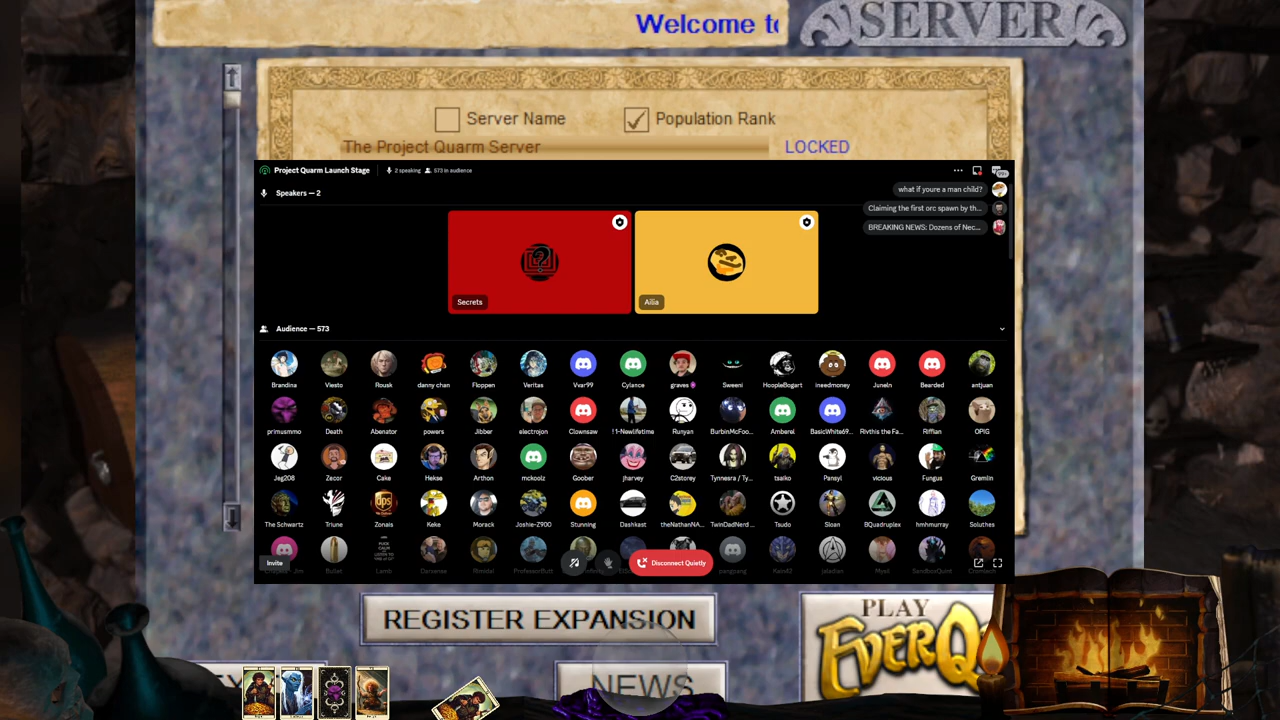 Welcome to
SERVER
Server Name
Population Rank
The Project Quarm Server
LOCKED
Project Quarm Launch Stage
2 speaking
573 in audience
Speakers — 2
what if youre a man child?
Claiming the first orc spawn by th...
BREAKING NEWS: Dozens of Nec...
Secrets
Ailia
Audience — 573
Brandina Viesto Rousk danny chan Floppen Veritas Vvar99 Cylance graves Sweeni HoopleBogart ineedmoney JuneIn Bearded antjuan
primusmmo Death Abenator powers Jibber electrojon Clownsaw !1-Newlifetime Runyan BurbinMcFoo... Amberel BasicWhite69... Rivthis the Fa... Riffian OPIG
Jeg208 Zecor Cake Hekse Arthon mckoolz Goober jharvey C2storey Tynnesra / Ty... tsaiko Pansyl vicious Fungus Gremlin
The Schwartz Triune Zonais Keke Morack Joshie-Z900 Stunning Dashkast theNathanNA... TwinDadNerd ... Tsudo Sloan BQuadruplex hmhmurray Soluthes
Invite
Disconnect Quietly
REGISTER EXPANSION
PLAY
EverQ
NEWS